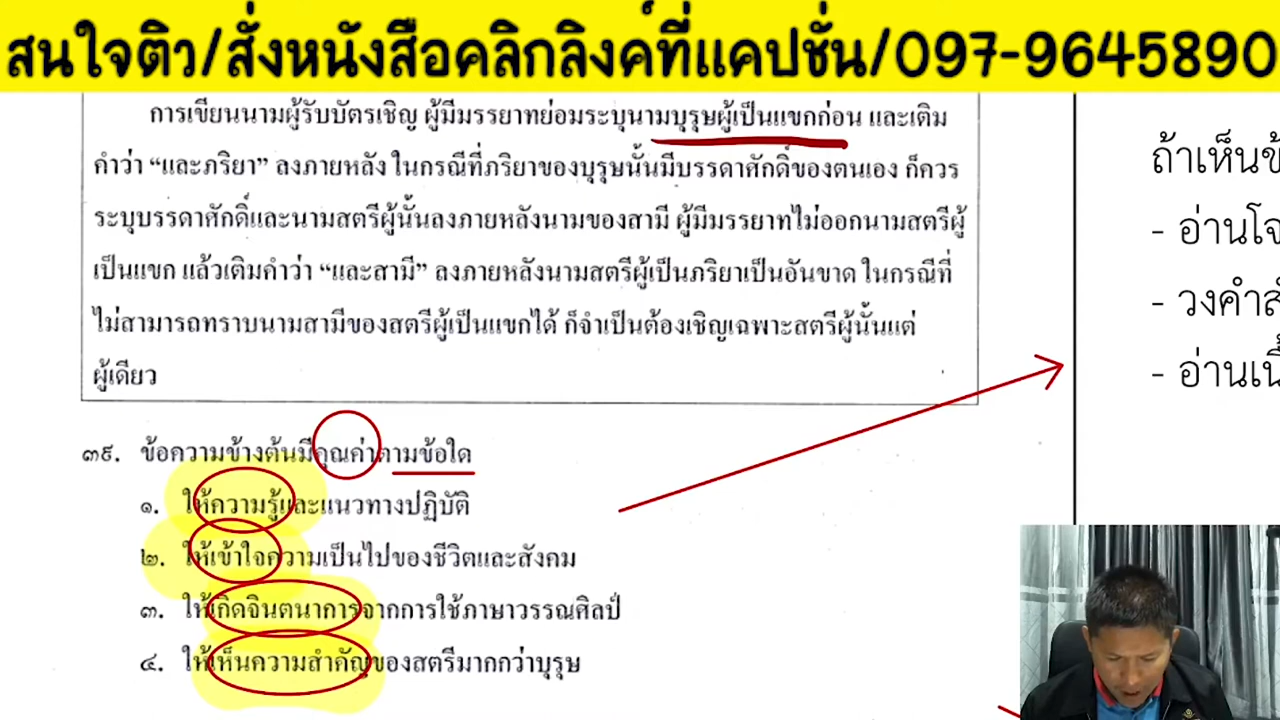 สนใจติว/สั่งหนังสือคลิกลิงค์ที่แคปชั่น/097-9645890
การเขียนนามผู้รับบัตรเชิญ ผู้มีมรรยาทย่อมระบุนามบุรุษผู้เป็นแขกก่อน และเติม
คำว่า “และภริยา” ลงภายหลัง ในกรณีที่ภริยาของบุรุษนั้นมีบรรดาศักดิ์ของตนเอง ก็ควร
ระบุบรรดาศักดิ์และนามสตรีผู้นั้นลงภายหลังนามของสามี ผู้มีมรรยาทไม่ออกนามสตรีผู้
เป็นแขก แล้วเติมคำว่า “และสามี” ลงภายหลังนามสตรีผู้เป็นภริยาเป็นอันขาด ในกรณีที่
ไม่สามารถทราบนามสามีของสตรีผู้เป็นแขกได้ ก็จำเป็นต้องเชิญเฉพาะสตรีผู้นั้นแต่
ผู้เดียว
๓๙. ข้อความข้างต้นมีคุณค่าตามข้อใด
๑. ให้ความรู้และแนวทางปฏิบัติ
๒. ให้เข้าใจความเป็นไปของชีวิตและสังคม
๓. ให้เกิดจินตนาการจากการใช้ภาษาวรรณศิลป์
๔. ให้เห็นความสำคัญของสตรีมากกว่าบุรุษ
ถ้าเห็นข้
- อ่านโจ
- วงคำสำ
- อ่านเนื้